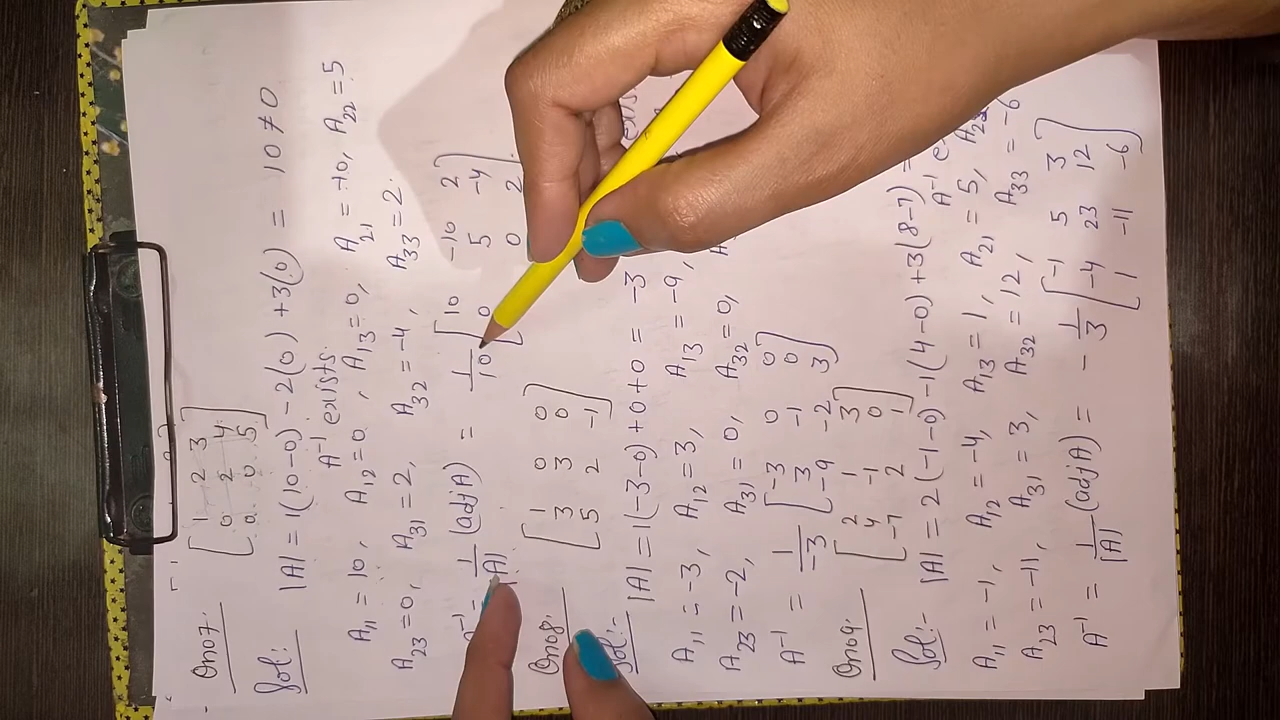 Qno7. [ 1 2 3
0 2 4
0 0 5 ]
Sol:- |A| = 1(10-0) - 2(0) + 3(0) = 10 ≠ 0
A⁻¹ exists.
A₁₁ = 10, A₁₂ = 0, A₁₃ = 0, A₂₁ = -10, A₂₂ = 5
A₂₃ = 0, A₃₁ = 2, A₃₂ = -4, A₃₃ = 2.
A⁻¹ = 1/|A| (adjA) = 1/10 [ 10 -10 2
0 5 -4
0 2 ]
Qno8. [ 1 0 0
3 3 0
5 2 -1 ]
Sol:- |A| = 1(-3-0) + 0 + 0 = -3
A₁₁ = -3, A₁₂ = 3, A₁₃ = -9,
A₂₃ = -2, A₃₁ = 0, A₃₂ = 0,
A⁻¹ = 1/-3 [ -3 0 0
3 -1 0
-9 -2 3 ]
Qno9. [ 2 1 3
4 -1 0
-7 2 1 ]
Sol:- |A| = 2(-1-0) - 1(4-0) + 3(8-7) =
A⁻¹ e
A₁₁ = -1, A₁₂ = -4, A₁₃ = 1, A₂₁ = 5, A₂₂
A₂₃ = -11, A₃₁ = 3, A₃₂ = 12, A₃₃ = -6
A⁻¹ = 1/|A| (adjA) = -1/3 [ -1 5 3
-4 23 12
1 -11 -6 ]